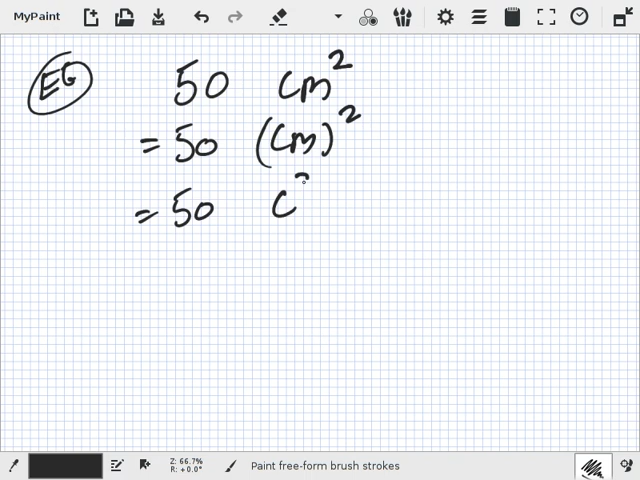 MyPaint
EG
50 cm²
= 50 (cm)²
= 50 c
Z: 66.7%
R: +0.0°
Paint free-form brush strokes